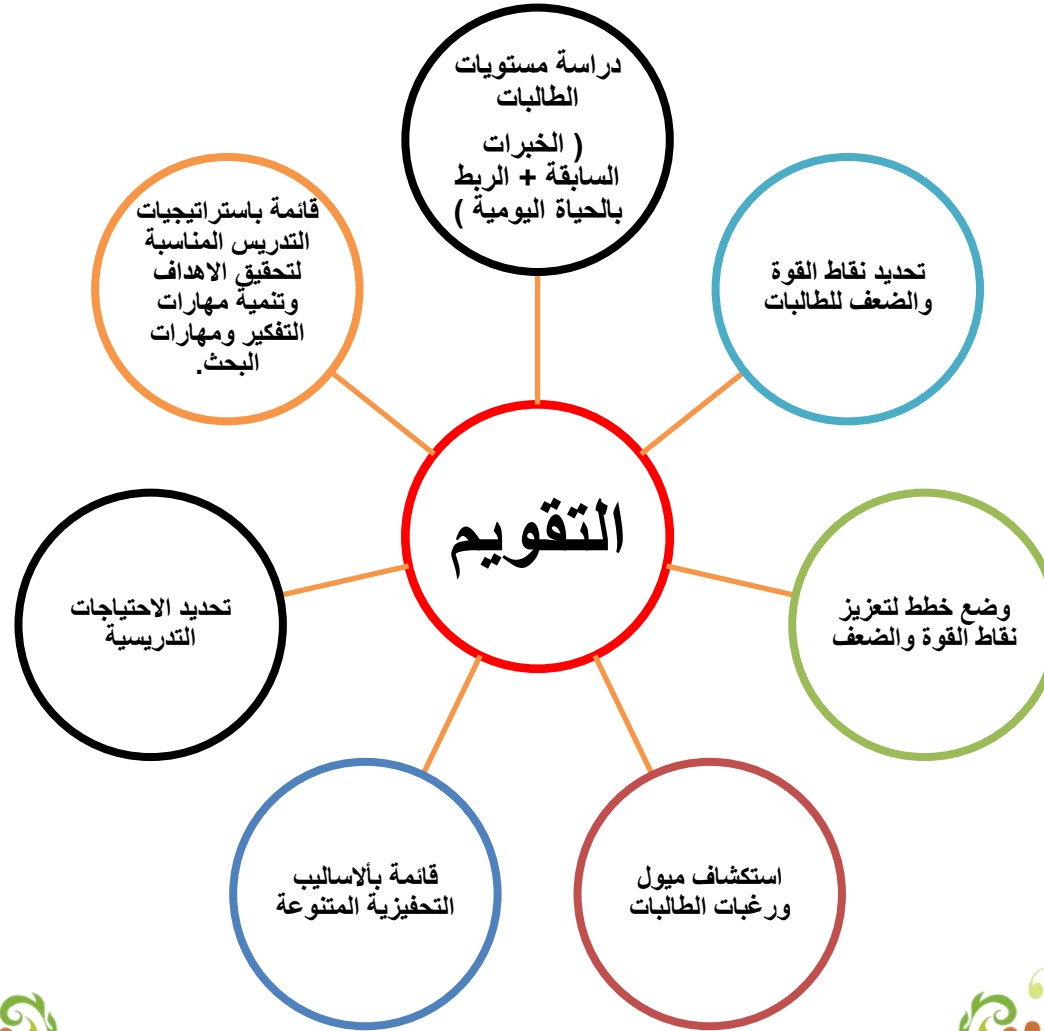 دراسة مستويات
الطالبات
( الخبرات
السابقة + الربط
بالحياة اليومية )
تحديد نقاط القوة
والضعف للطالبات
وضع خطط لتعزيز
نقاط القوة والضعف
استكشاف ميول
ورغبات الطالبات
قائمة بألاساليب
التحفيزية المتنوعة
تحديد الاحتياجات
التدريسية
قائمة باستراتيجيات
التدريس المناسبة
لتحقيق الاهداف
وتنمية مهارات
التفكير ومهارات
البحث.
التقويم